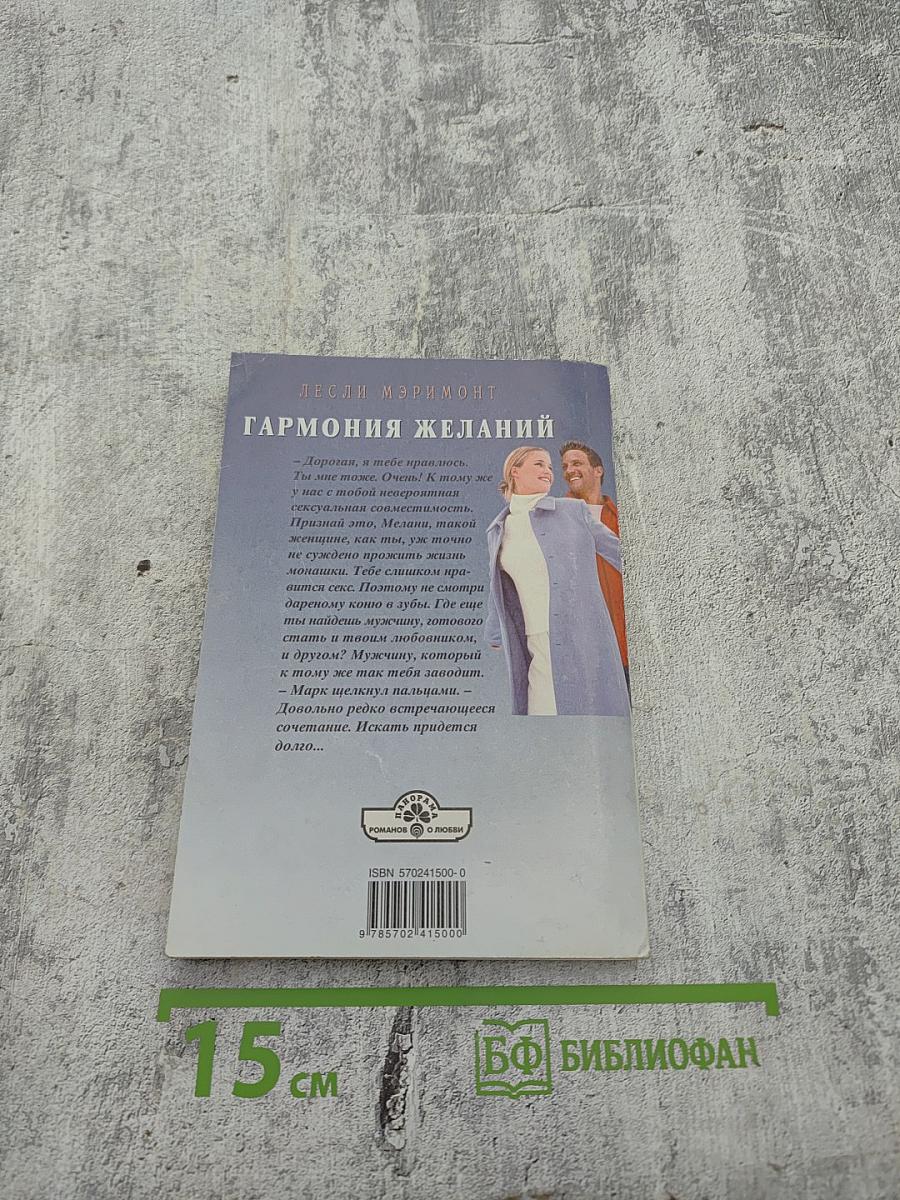 ЛЕСЛИ МЭРИМОНТ
ГАРМОНИЯ ЖЕЛАНИЙ
– Дорогая, я тебе нравлюсь.
Ты мне тоже. Очень! К тому же
у нас с тобой невероятная
сексуальная совместимость.
Признай это, Мелани, такой
женщине, как ты, уж точно
не суждено прожить жизнь
монашки. Тебе слишком нра-
вится секс. Поэтому не смотри
дареному коню в зубы. Где еще
ты найдешь мужчину, готового
стать и твоим любовником,
и другом? Мужчину, который
к тому же так тебя заводит.
– Марк щелкнул пальцами. –
Довольно редко встречающееся
сочетание. Искать придется
долго...
ПАНОРАМА
РОМАНОВ О ЛЮБВИ
ISBN 570241500-0
9 785702 415000
15 см
БФ БИБЛИОФАН